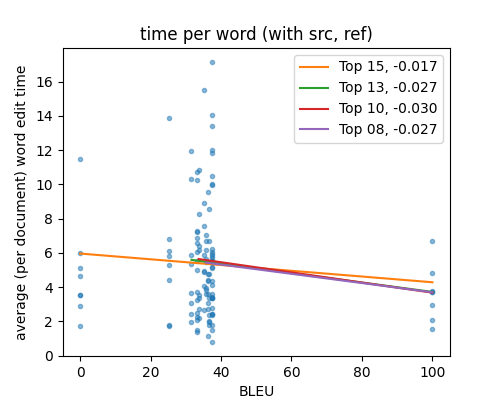 time per word (with src, ref)
Top 15, -0.017
Top 13, -0.027
Top 10, -0.030
Top 08, -0.027
average (per document) word edit time
16
14
12
10
8
6
4
2
0
0 20 40 60 80 100
BLEU